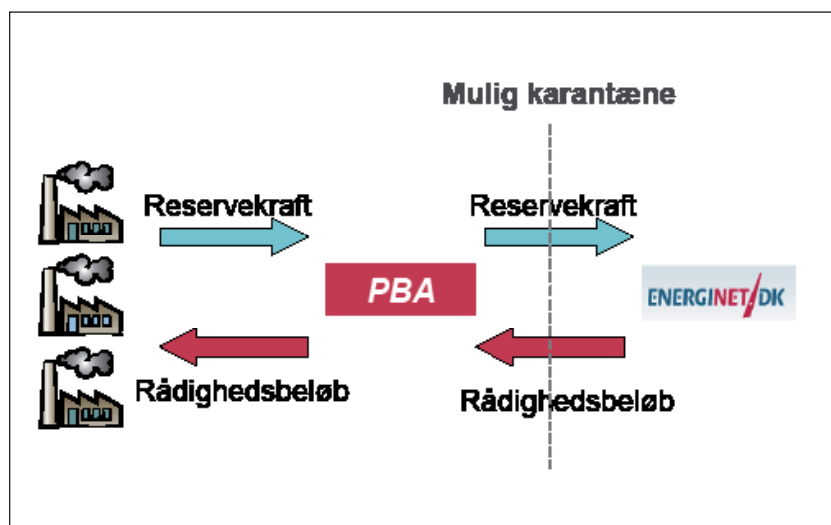 Mulig karantæne
Reservekraft
Reservekraft
PBA
ENERGINET/DK
Rådighedsbeløb
Rådighedsbeløb